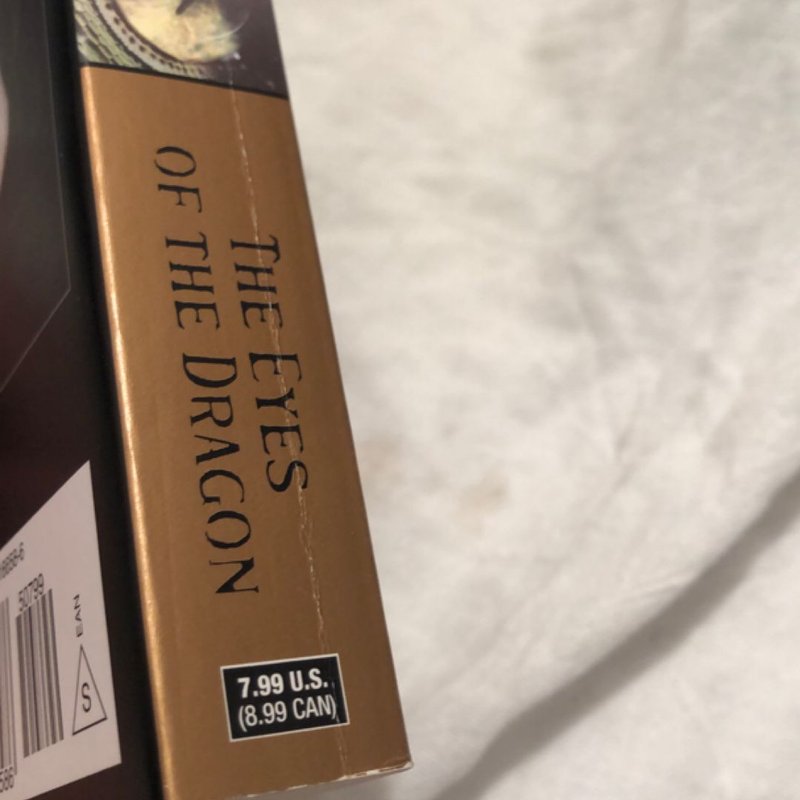 THE EYES
OF THE DRAGON
7.99 U.S.
(8.99 CAN)
50799
EAN
S